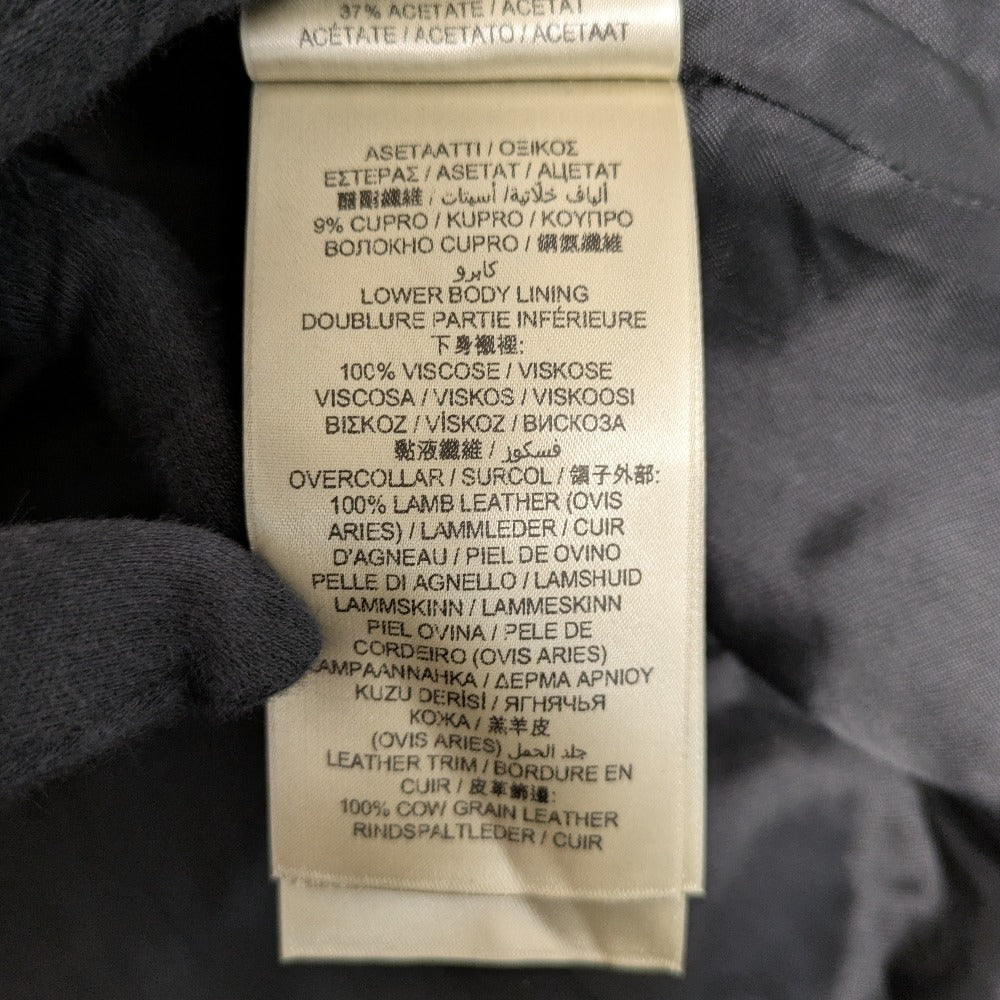 37% ACETATE / ACETAT
ACÉTATE / ACETATO / ACETAAT
ASETAATTI / ΟΞΙΚΟΣ
ΕΣΤΕΡΑΣ / ASETAT / АЦЕТАТ
醋酸纖維 / ألياف خلّاتية/ أسيتات
9% CUPRO / KUPRO / ΚΟΥΠΡΟ
ВОЛОКНО CUPRO / 銅氨纖維
كابرو
LOWER BODY LINING
DOUBLURE PARTIE INFÉRIEURE
下身襯裡:
100% VISCOSE / VISKOSE
VISCOSA / VISKOS / VISKOOSI
ΒΙΣΚΟΖ / VİSKOZ / ВИСКОЗА
黏液纖維 / فسكوز
OVERCOLLAR / SURCOL / 領子外部:
100% LAMB LEATHER (OVIS
ARIES) / LAMMLEDER / CUIR
D'AGNEAU / PIEL DE OVINO
PELLE DI AGNELLO / LAMSHUID
LAMMSKINN / LAMMESKINN
PIEL OVINA / PELE DE
CORDEIRO (OVIS ARIES)
LAMPAANNAHKA / ΔΕΡΜΑ ΑΡΝΙΟΥ
KUZU DERİSİ / ЯГНЯЧЬЯ
КОЖА / 羔羊皮
(OVIS ARIES) جلد الحمل
LEATHER TRIM / BORDURE EN
CUIR / 皮革飾邊:
100% COW GRAIN LEATHER
RINDSPALTLEDER / CUIR